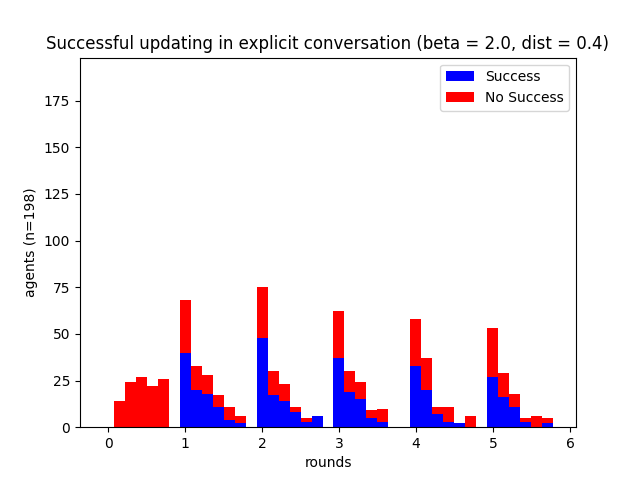 Successful updating in explicit conversation (beta = 2.0, dist = 0.4)
Success
No Success
175
150
125
100
75
50
25
0
agents (n=198)
0 1 2 3 4 5 6
rounds